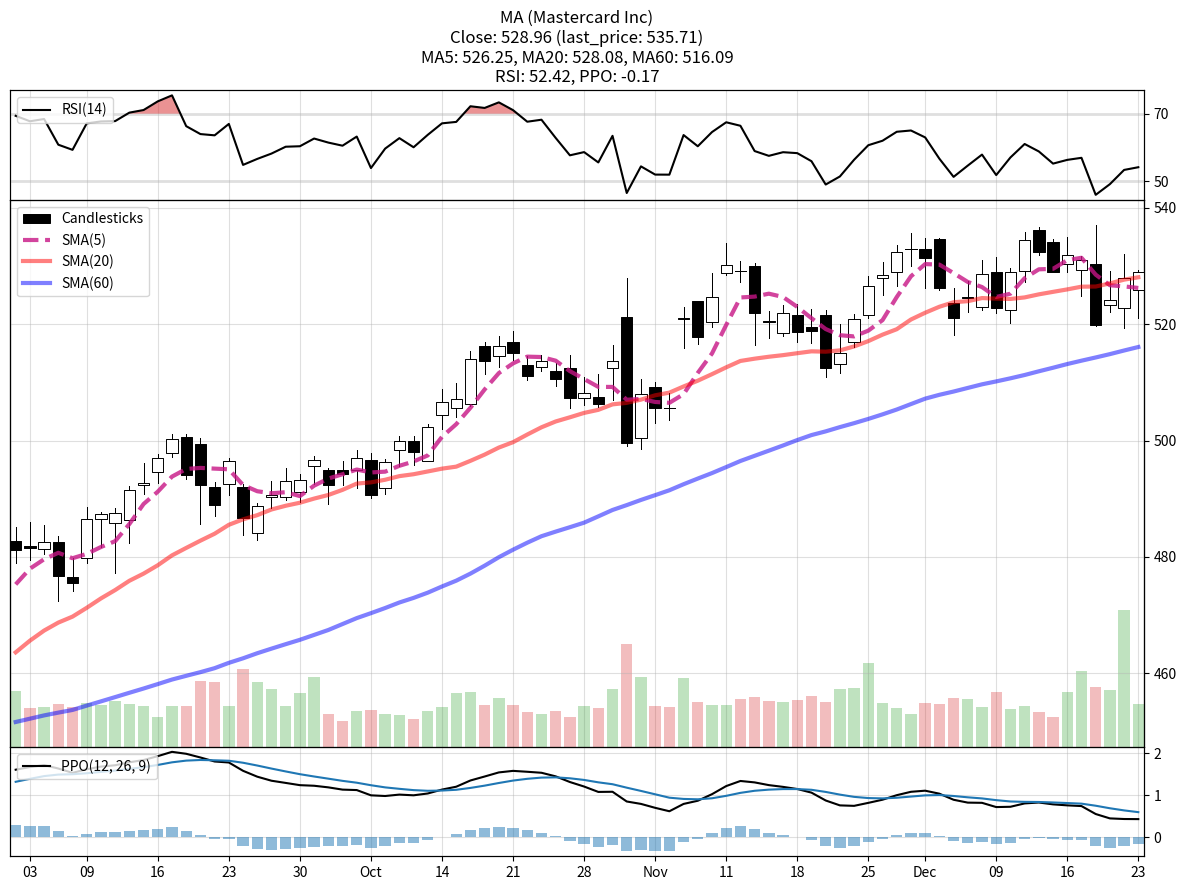 MA (Mastercard Inc)
Close: 528.96 (last_price: 535.71)
MA5: 526.25, MA20: 528.08, MA60: 516.09
RSI: 52.42, PPO: -0.17
RSI(14)
70
50
Candlesticks
SMA(5)
SMA(20)
SMA(60)
540
520
500
480
460
PPO(12, 26, 9)
2
1
0
03 09 16 23 30 Oct 14 21 28 Nov 11 18 25 Dec 09 16 23